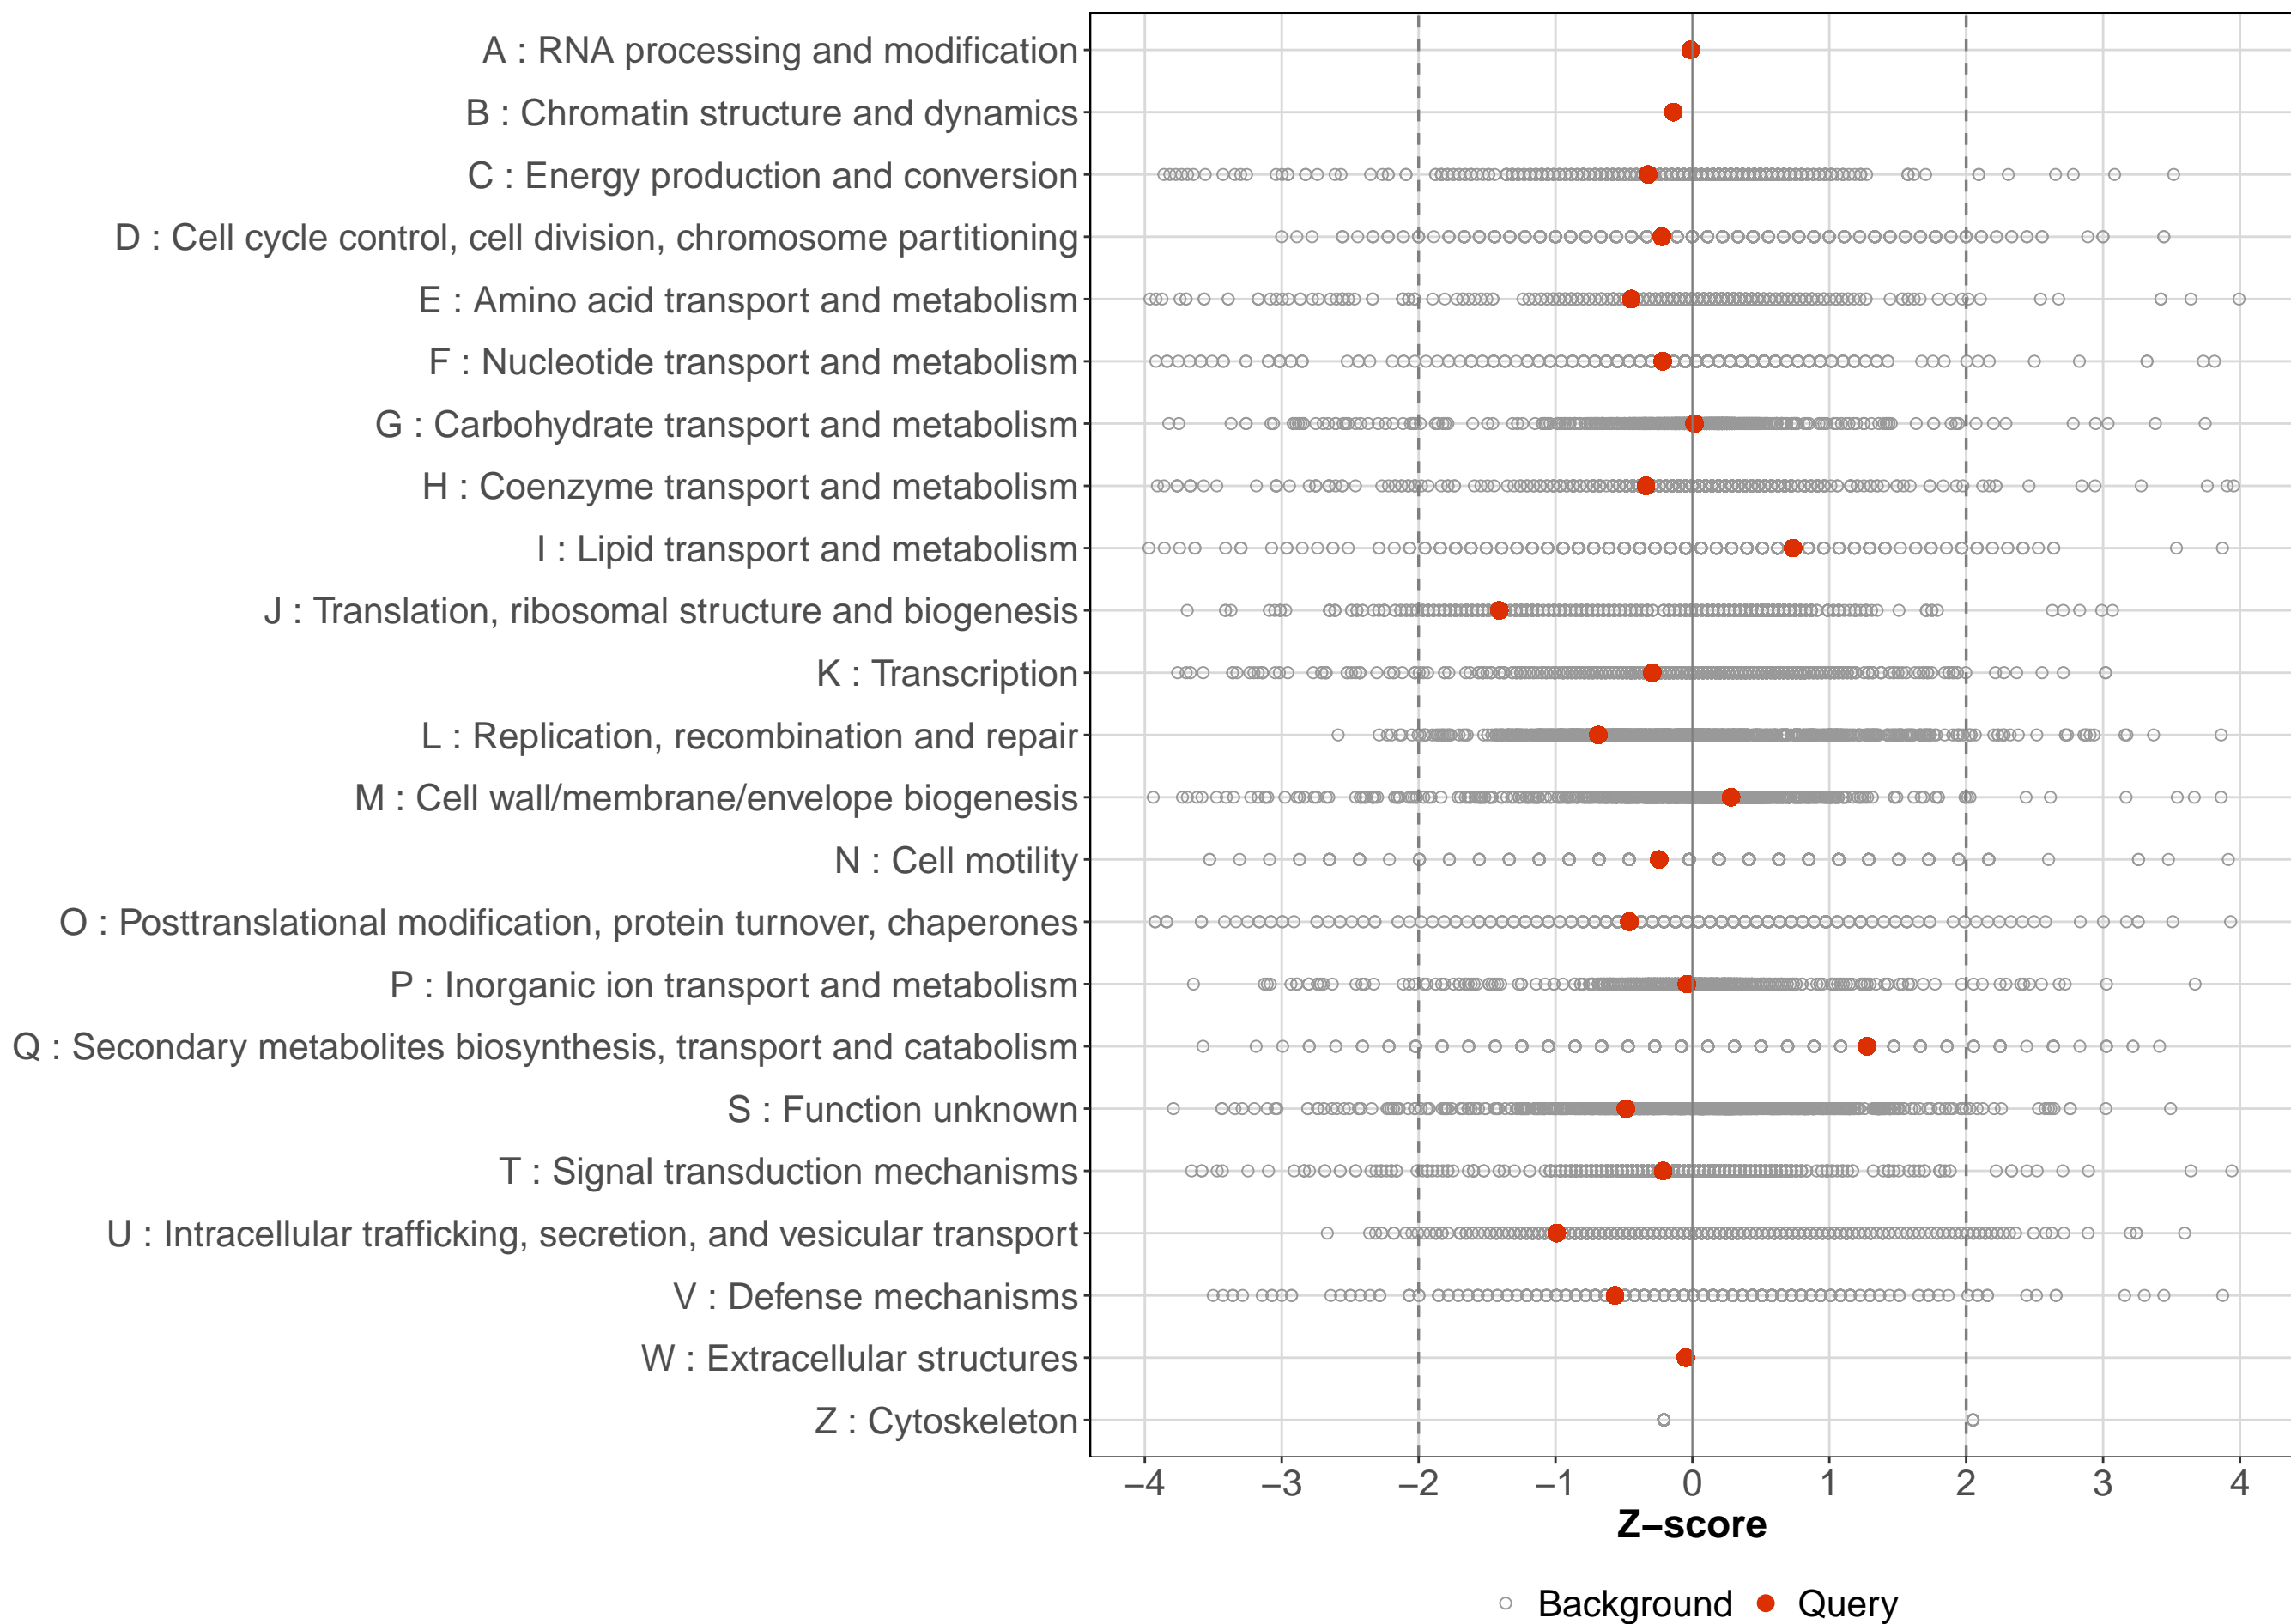 A : RNA processing and modification
B : Chromatin structure and dynamics
C : Energy production and conversion
D : Cell cycle control, cell division, chromosome partitioning
E : Amino acid transport and metabolism
F : Nucleotide transport and metabolism
G : Carbohydrate transport and metabolism
H : Coenzyme transport and metabolism
I : Lipid transport and metabolism
J : Translation, ribosomal structure and biogenesis
K : Transcription
L : Replication, recombination and repair
M : Cell wall/membrane/envelope biogenesis
N : Cell motility
O : Posttranslational modification, protein turnover, chaperones
P : Inorganic ion transport and metabolism
Q : Secondary metabolites biosynthesis, transport and catabolism
S : Function unknown
T : Signal transduction mechanisms
U : Intracellular trafficking, secretion, and vesicular transport
V : Defense mechanisms
W : Extracellular structures
Z : Cytoskeleton
−4 −3 −2 −1 0 1 2 3 4
Z−score
Background Query